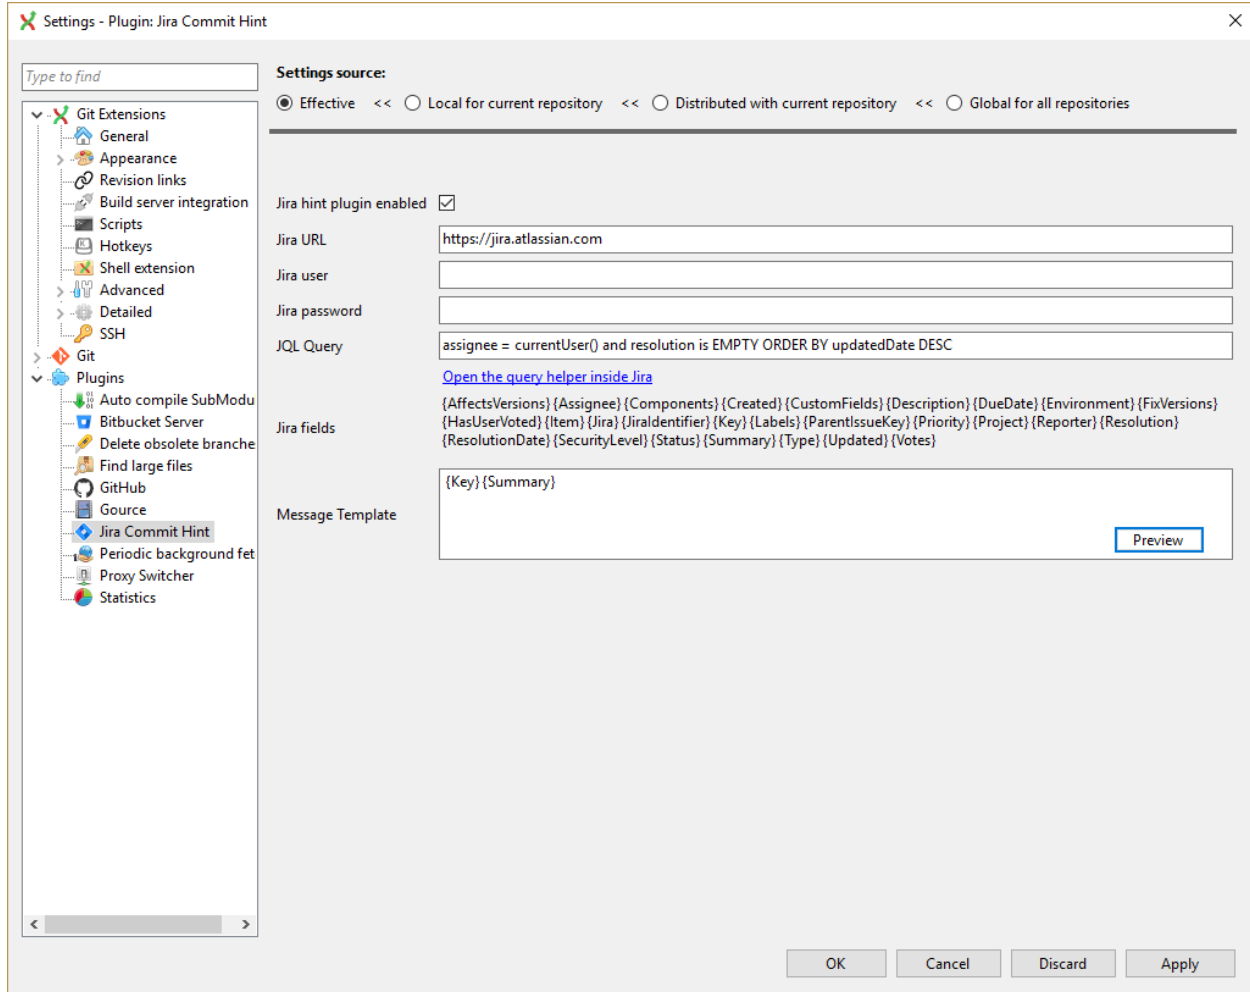 Settings - Plugin: Jira Commit Hint
Type to find
Git Extensions
General
Appearance
Revision links
Build server integration
Scripts
Hotkeys
Shell extension
Advanced
Detailed
SSH
Git
Plugins
Auto compile SubModu
Bitbucket Server
Delete obsolete branche
Find large files
GitHub
Gource
Jira Commit Hint
Periodic background fet
Proxy Switcher
Statistics
Settings source:
Effective << Local for current repository << Distributed with current repository << Global for all repositories
Jira hint plugin enabled
Jira URL https://jira.atlassian.com
Jira user
Jira password
JQL Query assignee = currentUser() and resolution is EMPTY ORDER BY updatedDate DESC
Open the query helper inside Jira
Jira fields
{AffectsVersions} {Assignee} {Components} {Created} {CustomFields} {Description} {DueDate} {Environment} {FixVersions}
{HasUserVoted} {Item} {Jira} {JiraIdentifier} {Key} {Labels} {ParentIssueKey} {Priority} {Project} {Reporter} {Resolution}
{ResolutionDate} {SecurityLevel} {Status} {Summary} {Type} {Updated} {Votes}
Message Template
{Key} {Summary}
Preview
OK Cancel Discard Apply